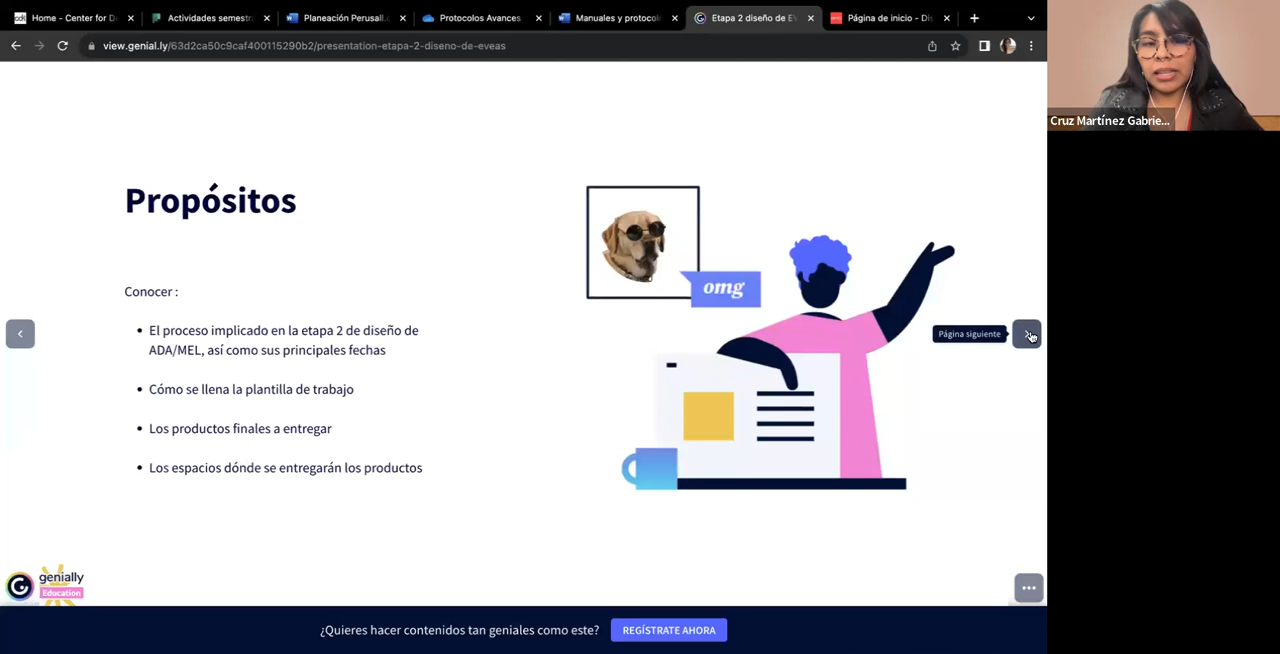 Home - Center for De
Actividades semestr
Planeación Perusall.
Protocolos Avances
Manuales y protocol
Etapa 2 diseño de EV
Página de inicio - Dis
view.genial.ly/63d2ca50c9caf400115290b2/presentation-etapa-2-diseno-de-eveas
Cruz Martínez Gabrie...
Propósitos
omg
Conocer :
• El proceso implicado en la etapa 2 de diseño de
ADA/MEL, así como sus principales fechas
• Cómo se llena la plantilla de trabajo
• Los productos finales a entregar
• Los espacios dónde se entregarán los productos
Página siguiente
genially
Education
¿Quieres hacer contenidos tan geniales como este?
REGÍSTRATE AHORA